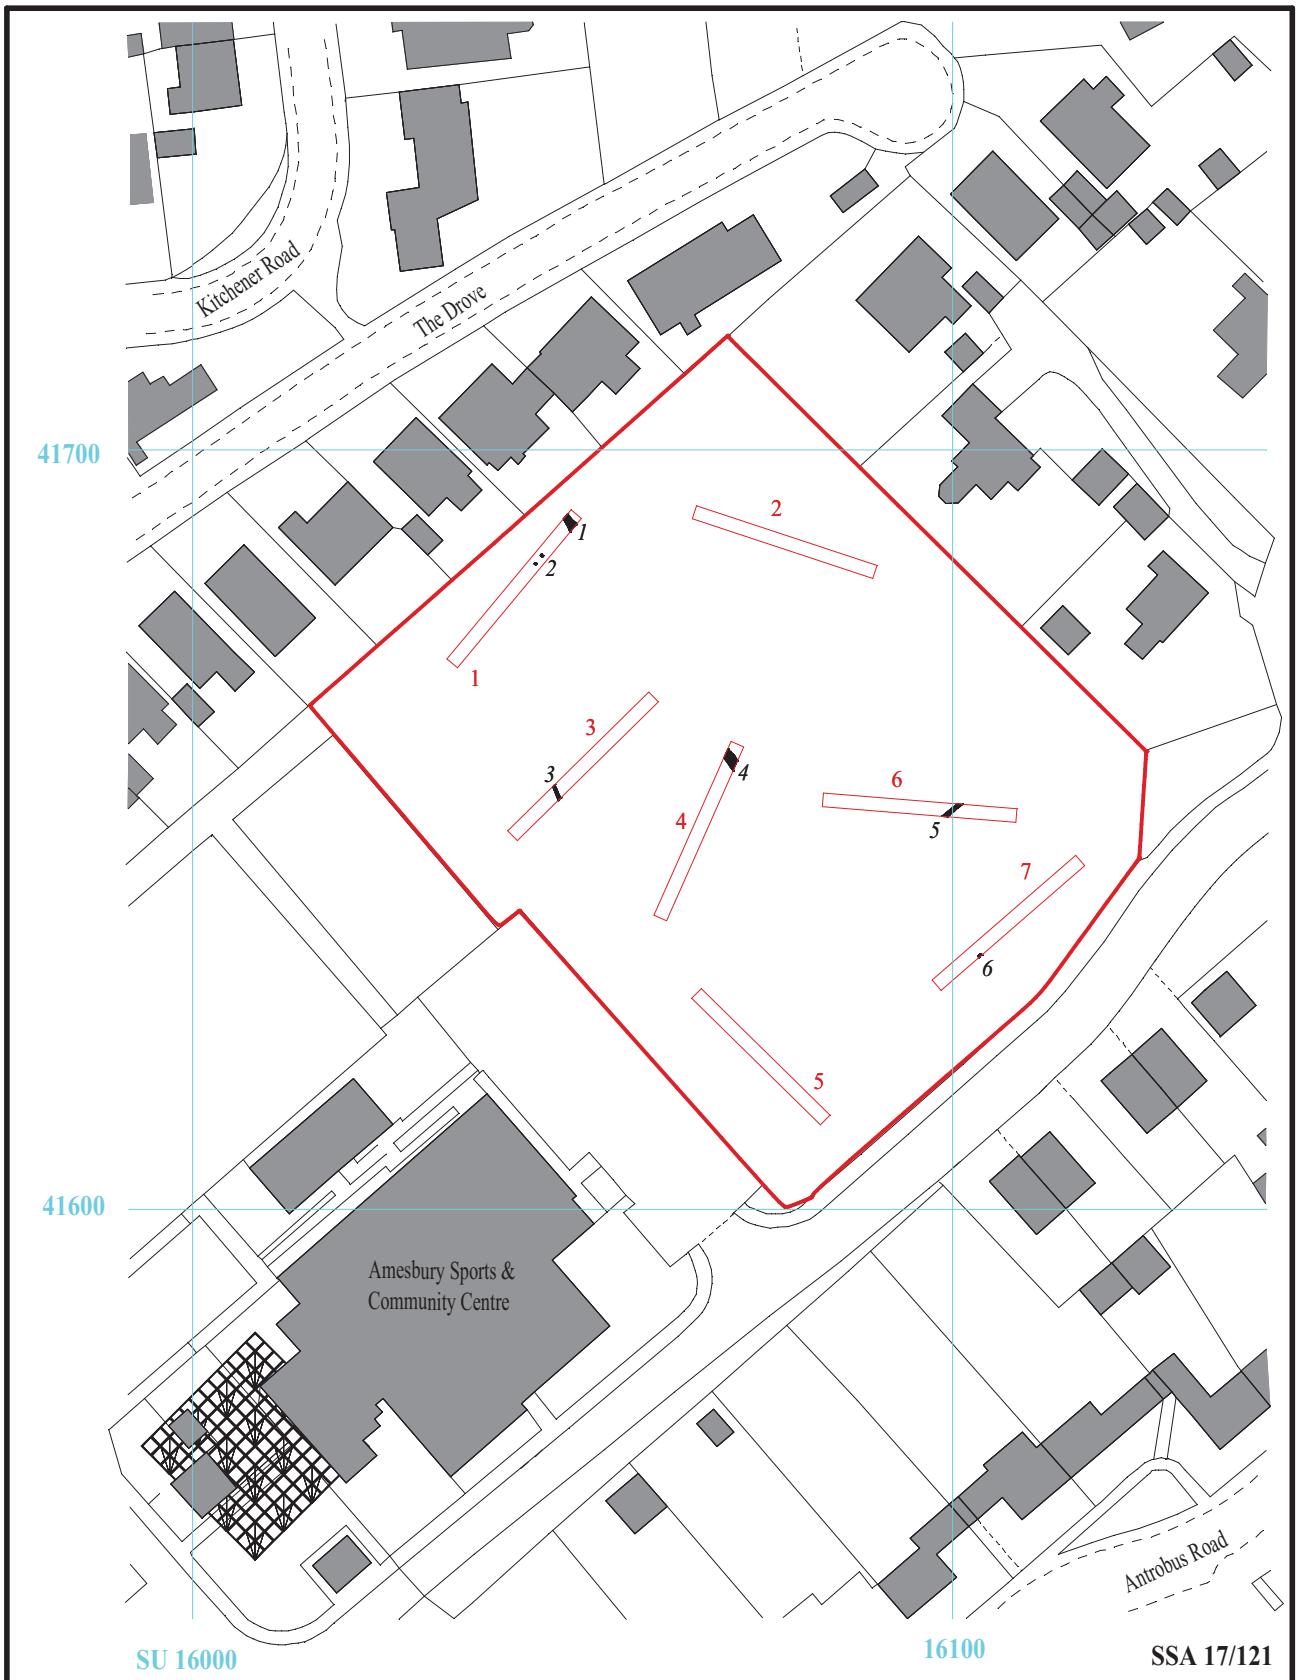 Kitchener Road
The Drove
41700
2
1
2
1
3
3
4
4
6
5
7
6
5
41600
Amesbury Sports &
Community Centre
Antrobus Road
SU 16000
16100
SSA 17/121